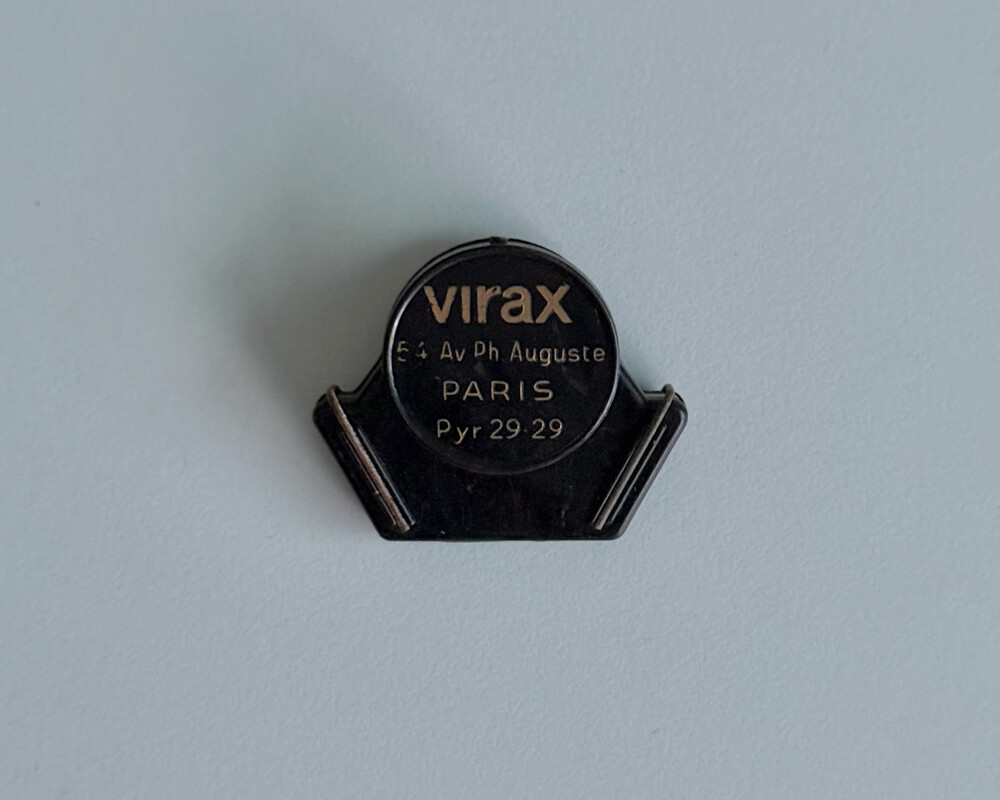 virax
54 Av Ph Auguste
PARIS
Pyr 29-29